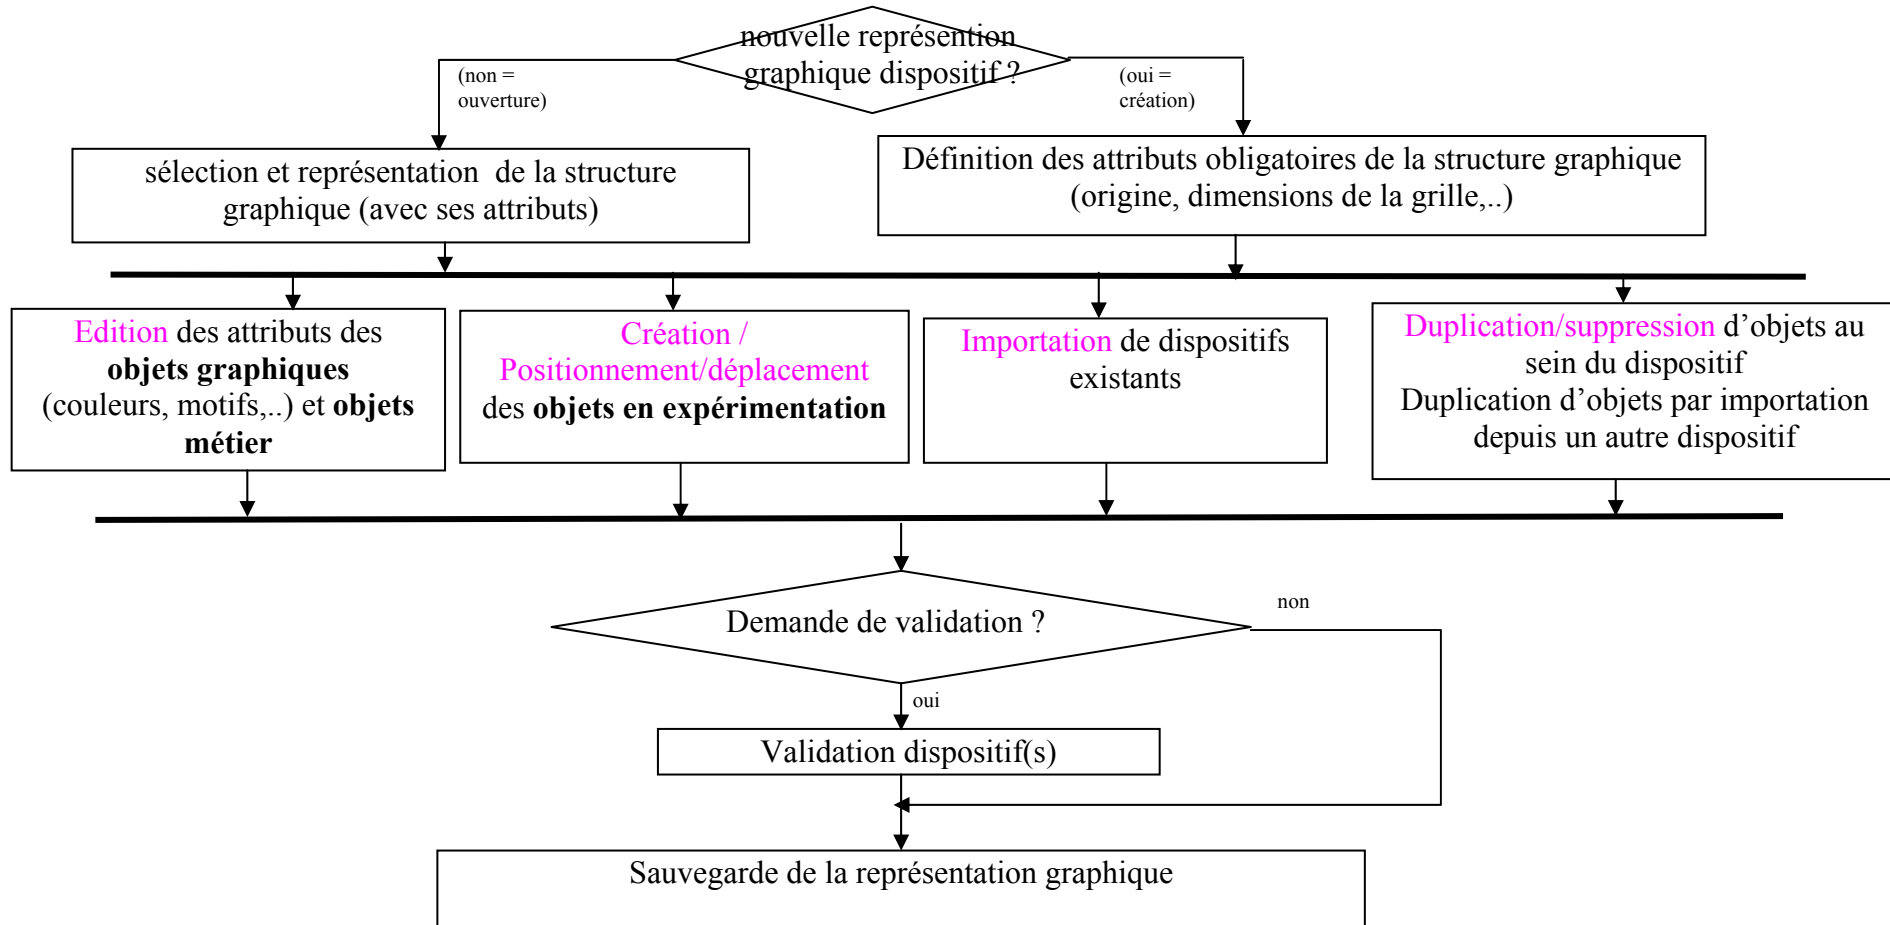 nouvelle représention
graphique dispositif ?
(non =
ouverture)
(oui =
création)
sélection et représentation  de la structure
graphique (avec ses attributs)
Définition des attributs obligatoires de la structure graphique
(origine, dimensions de la grille,..)
Edition des attributs des
objets graphiques
(couleurs, motifs,..) et objets
métier
Création /
Positionnement/déplacement
des objets en expérimentation
Importation de dispositifs
existants
Duplication/suppression d’objets au
sein du dispositif
Duplication d’objets par importation
depuis un autre dispositif
Demande de validation ?
non
oui
Validation dispositif(s)
Sauvegarde de la représentation graphique